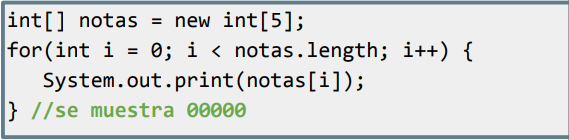 int[] notas = new int[5];
for(int i = 0; i < notas.length; i++) {
   System.out.print(notas[i]);
} //se muestra 00000